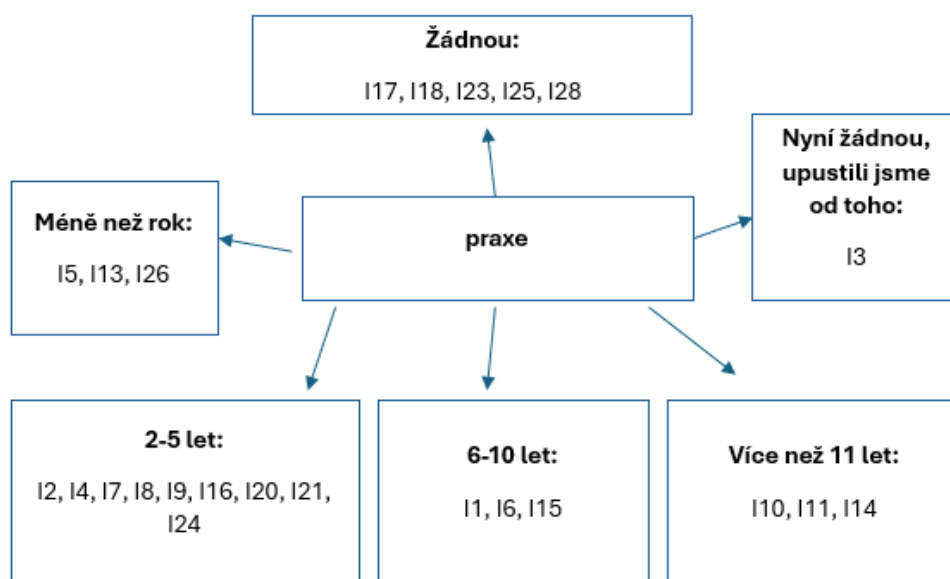 Žádnou:
I17, I18, I23, I25, I28
Nyní žádnou,
upustili jsme
od toho:
I3
Méně než rok:
I5, I13, I26
praxe
2-5 let:
I2, I4, I7, I8, I9, I16, I20, I21,
I24
6-10 let:
I1, I6, I15
Více než 11 let:
I10, I11, I14